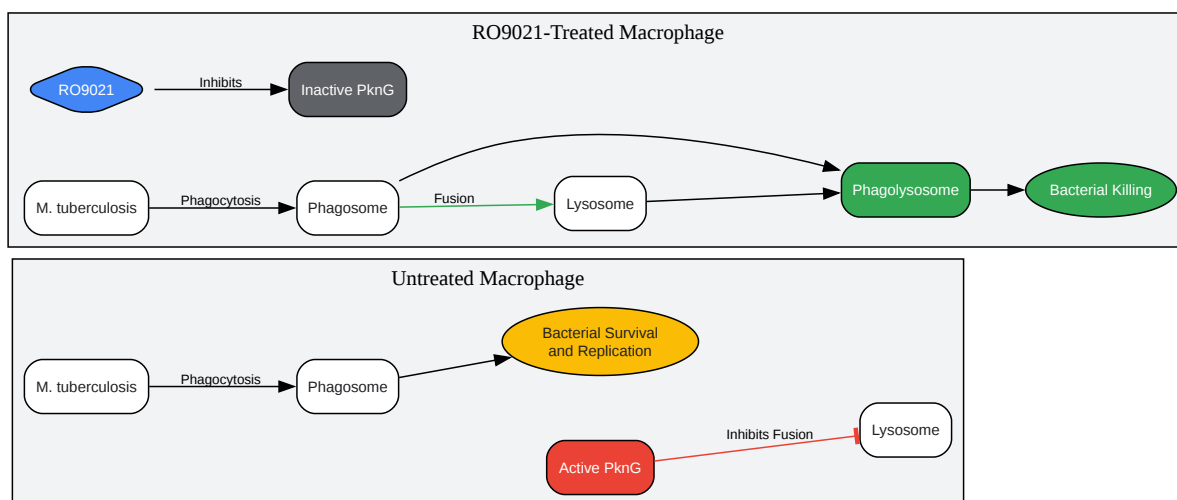 RO9021-Treated Macrophage
RO9021
Inhibits
Inactive PknG
M. tuberculosis
Phagocytosis
Phagosome
Fusion
Lysosome
Phagolysosome
Bacterial Killing
Untreated Macrophage
M. tuberculosis
Phagocytosis
Phagosome
Bacterial Survival
and Replication
Active PknG
Inhibits Fusion
Lysosome